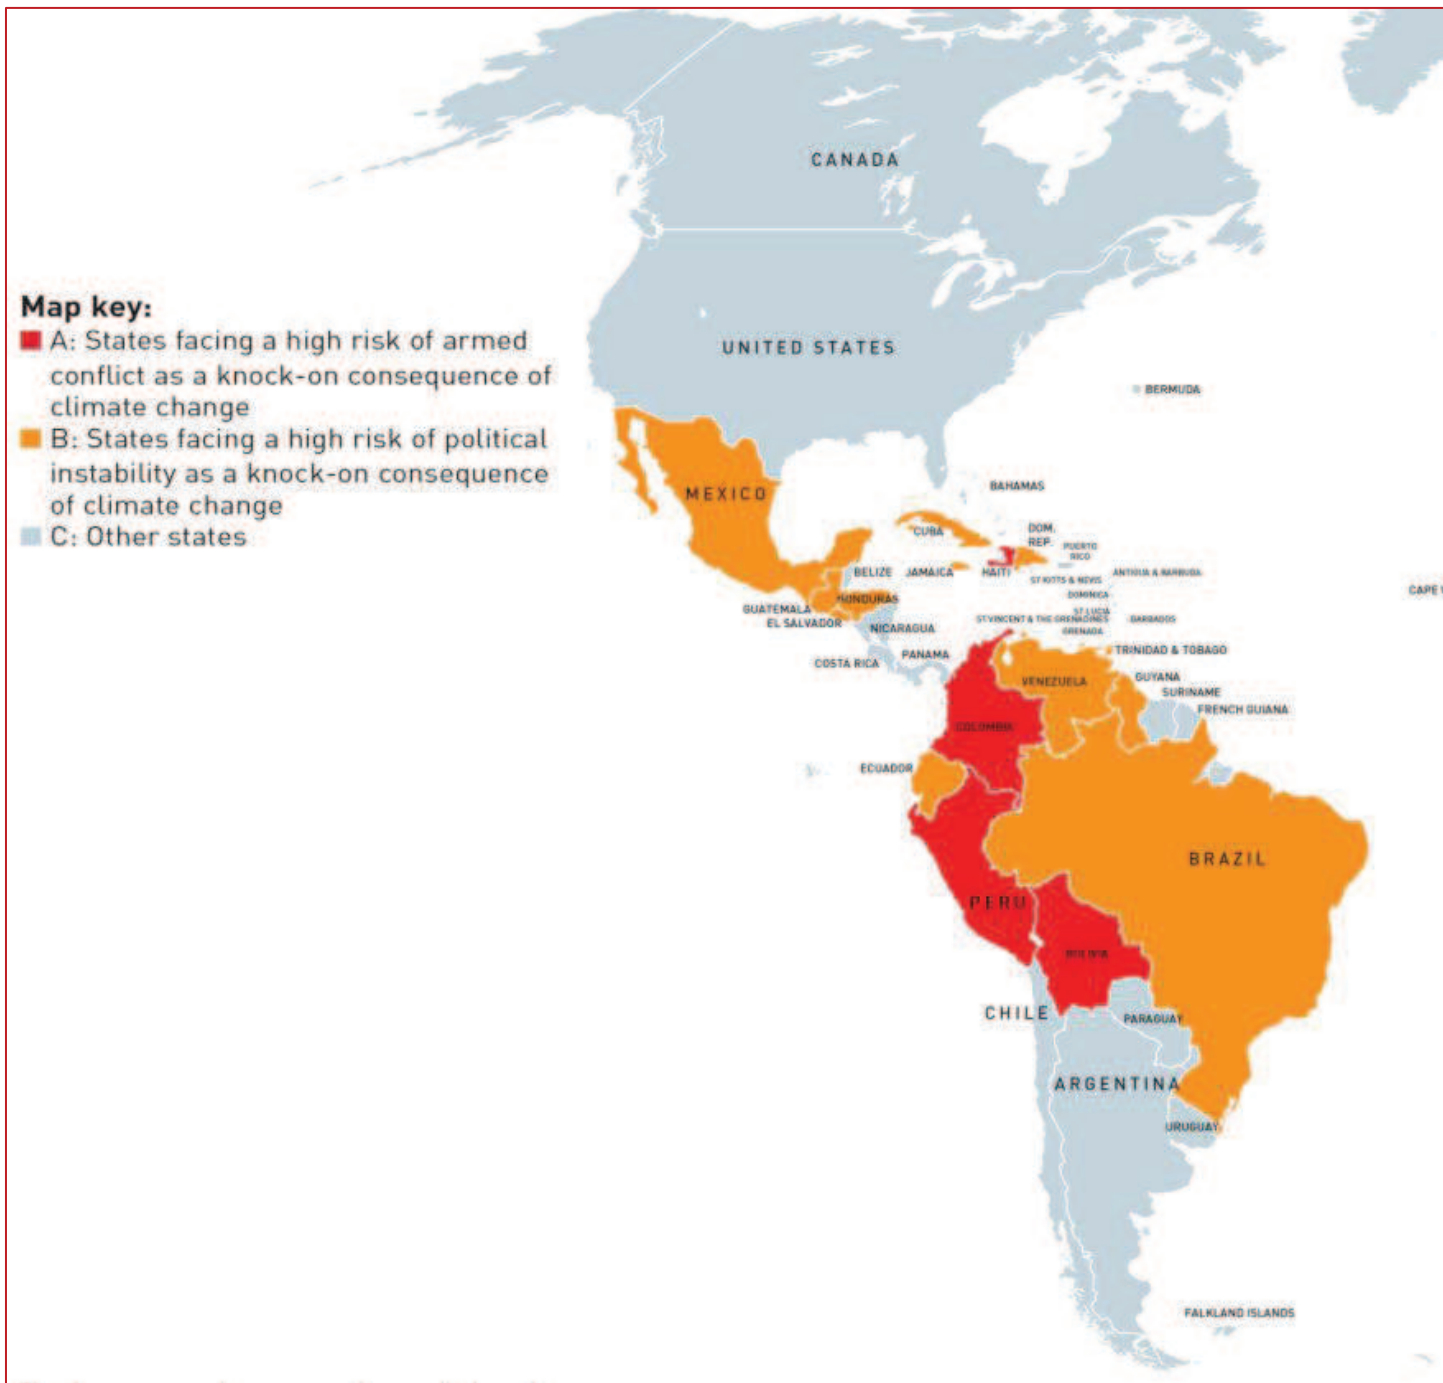 CANADA
Map key:
A: States facing a high risk of armed
conflict as a knock-on consequence of
climate change
B: States facing a high risk of political
instability as a knock-on consequence
of climate change
C: Other states
UNITED STATES
BERMUDA
MEXICO
BAHAMAS
CUBA
DOM.
REP.
PUERTO
RICO
BELIZE
JAMAICA
HAITI
ST KITTS & NEVIS
ANTIGUA & BARBUDA
DOMINICA
CAPE
GUATEMALA
HONDURAS
ST LUCIA
EL SALVADOR
NICARAGUA
ST VINCENT & THE GRENADINES
BARBADOS
GRENADA
COSTA RICA
PANAMA
TRINIDAD & TOBAGO
VENEZUELA
GUYANA
SURINAME
FRENCH GUIANA
COLOMBIA
ECUADOR
BRAZIL
PERU
BOLIVIA
CHILE
PARAGUAY
ARGENTINA
URUGUAY
FALKLAND ISLANDS